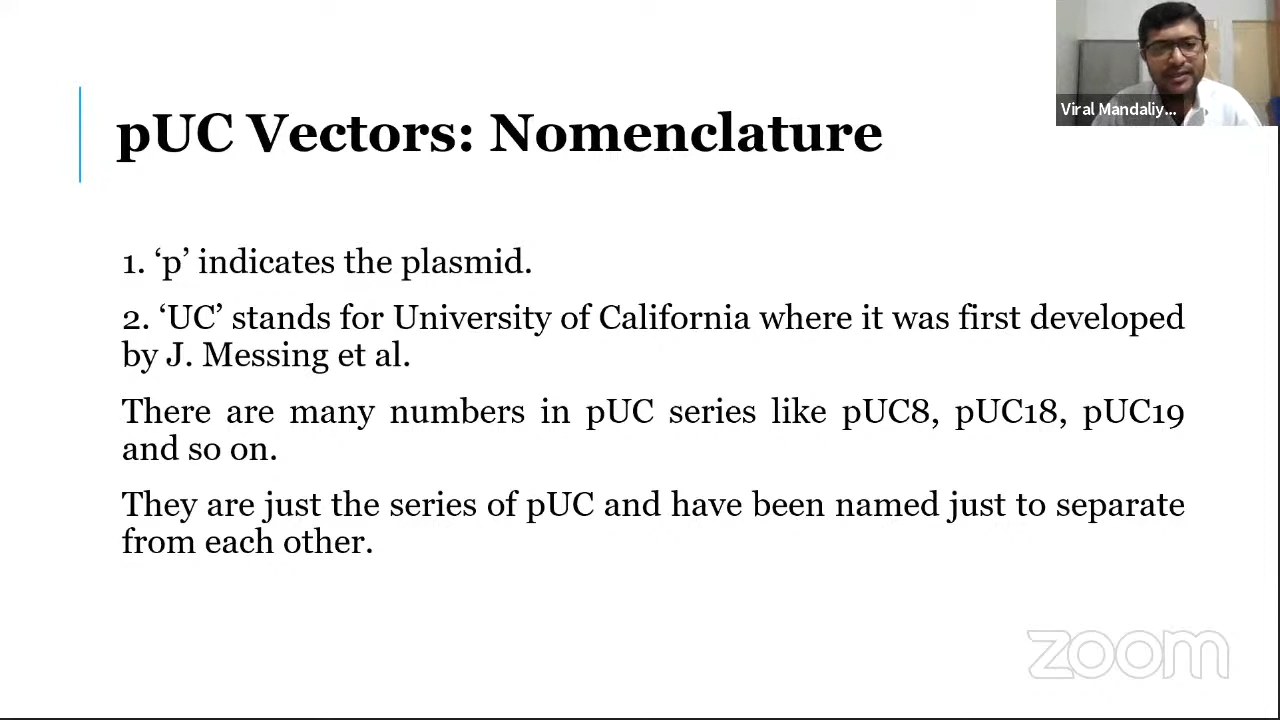 Viral Mandaliy...
pUC Vectors: Nomenclature
1. ‘p’ indicates the plasmid.
2. ‘UC’ stands for University of California where it was first developed
by J. Messing et al.
There are many numbers in pUC series like pUC8, pUC18, pUC19
and so on.
They are just the series of pUC and have been named just to separate
from each other.
zoom